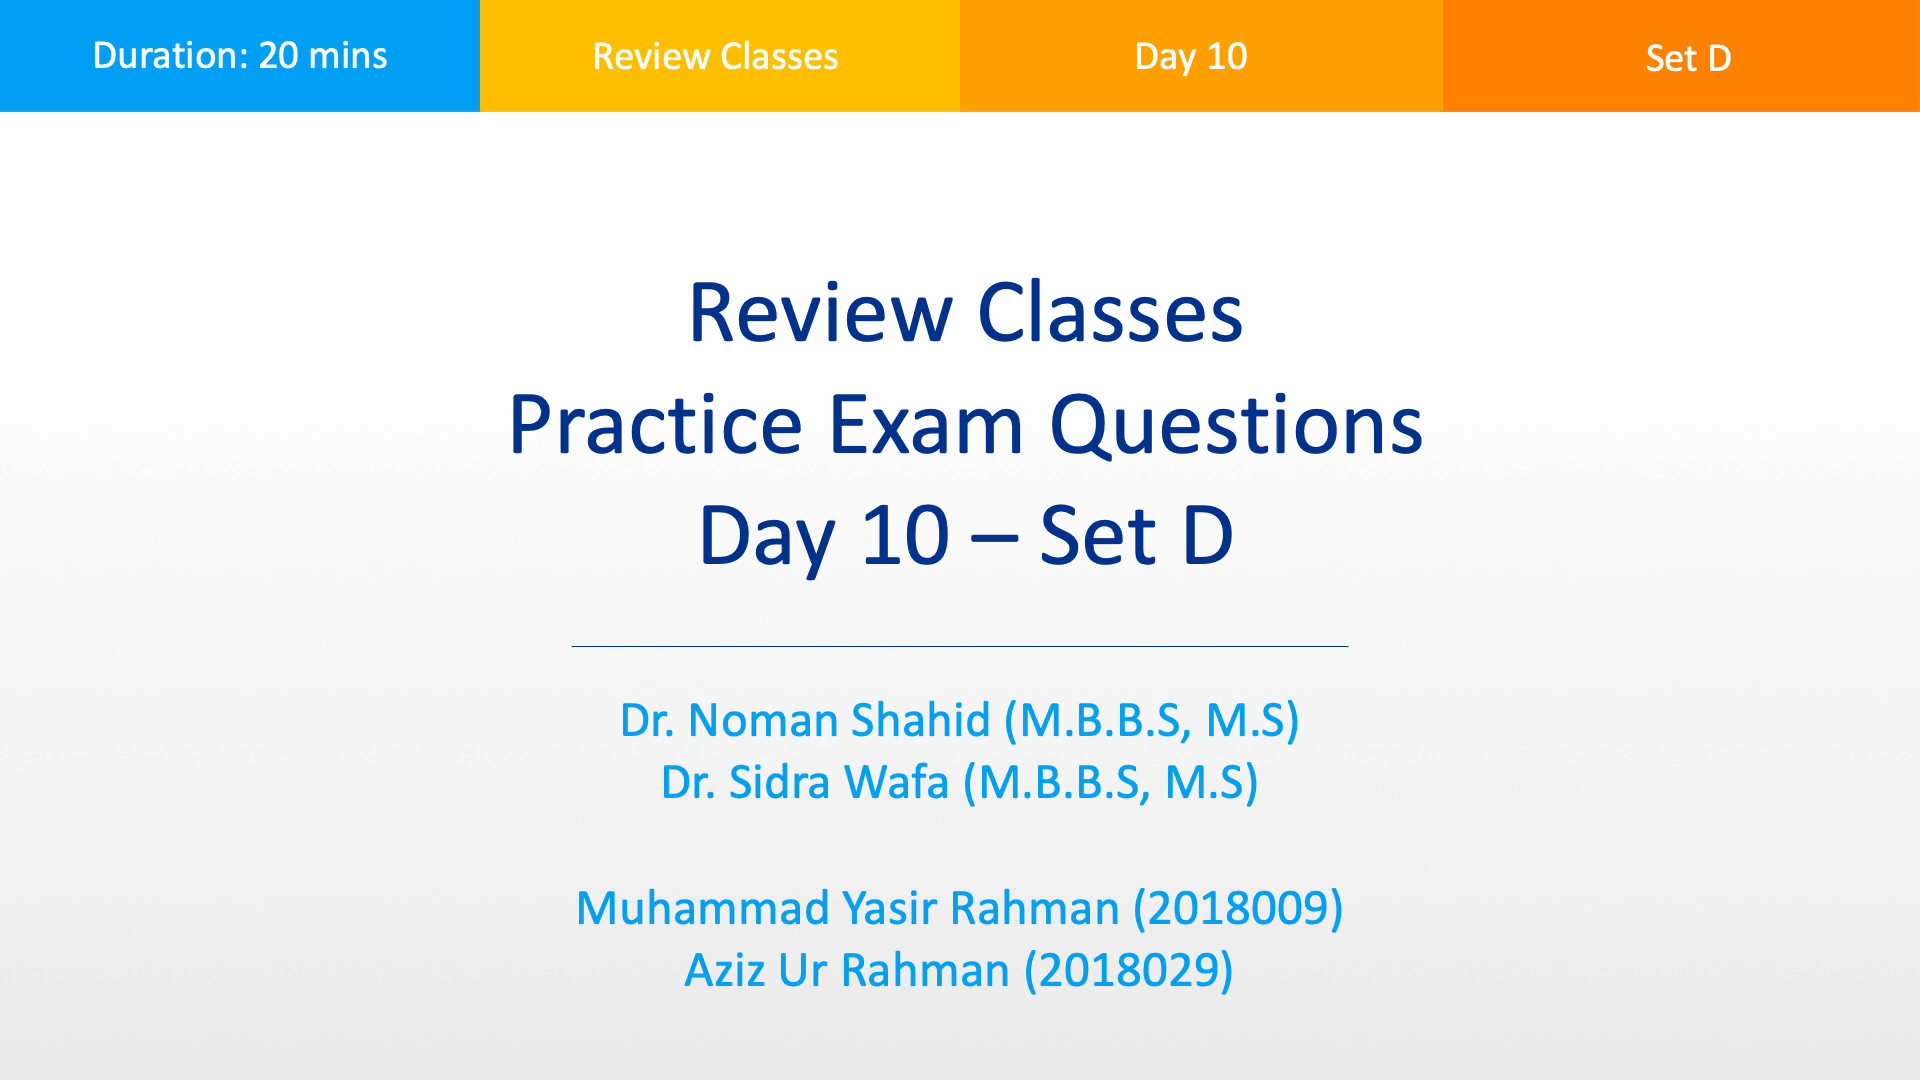 Duration: 20 mins
Review Classes
Day 10
Set D
Review Classes
Practice Exam Questions
Day 10 – Set D
Dr. Noman Shahid (M.B.B.S, M.S)
Dr. Sidra Wafa (M.B.B.S, M.S)
Muhammad Yasir Rahman (2018009)
Aziz Ur Rahman (2018029)